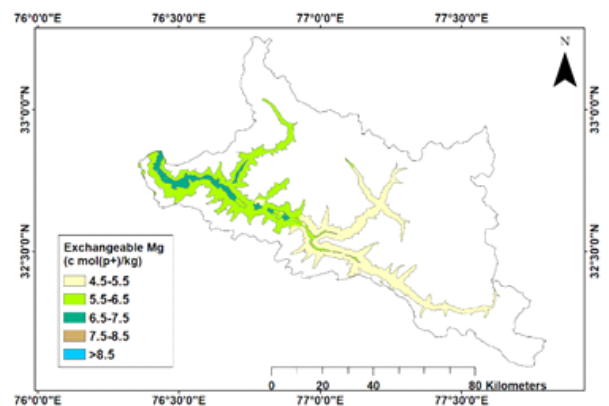 76°0'0"E 76°30'0"E 77°0'0"E 77°30'0"E
N
33°0'0"N 33°0'0"N
32°30'0"N 32°30'0"N
Exchangeable Mg
(c mol(p+)/kg)
4.5-5.5
5.5-6.5
6.5-7.5
7.5-8.5
>8.5
0 20 40 80 Kilometers
76°0'0"E 76°30'0"E 77°0'0"E 77°30'0"E